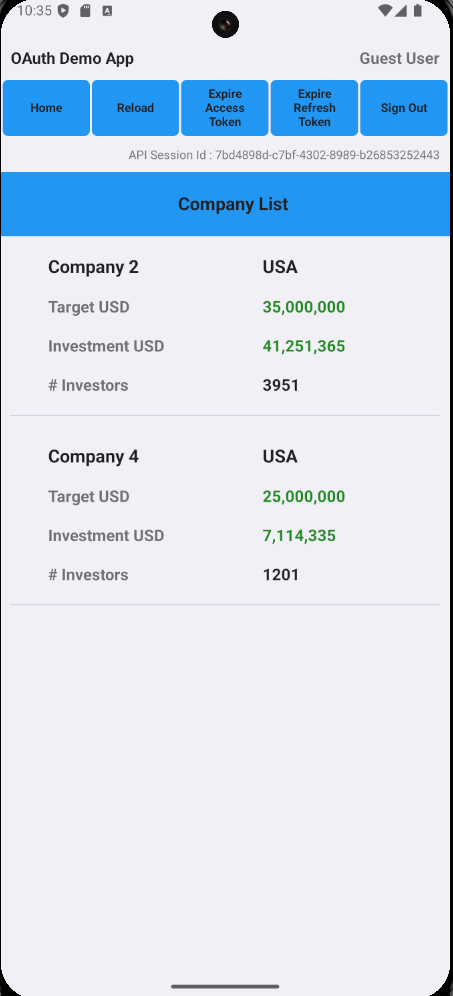 10:35
OAuth Demo App Guest User
Home Reload Expire Access Token Expire Refresh Token Sign Out
API Session Id : 7bd4898d-c7bf-4302-8989-b26853252443
Company List
Company 2 USA
Target USD 35,000,000
Investment USD 41,251,365
# Investors 3951
Company 4 USA
Target USD 25,000,000
Investment USD 7,114,335
# Investors 1201